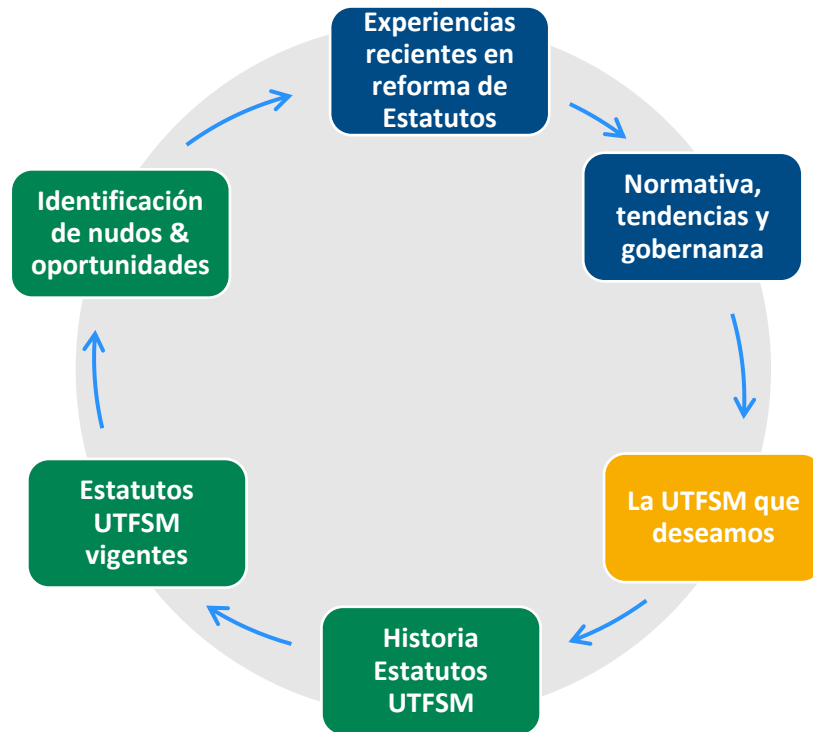 Experiencias
recientes en
reforma de
Estatutos
Normativa,
tendencias y
gobernanza
La UTFSM que
deseamos
Historia
Estatutos
UTFSM
Estatutos
UTFSM
vigentes
Identificación
de nudos &
oportunidades